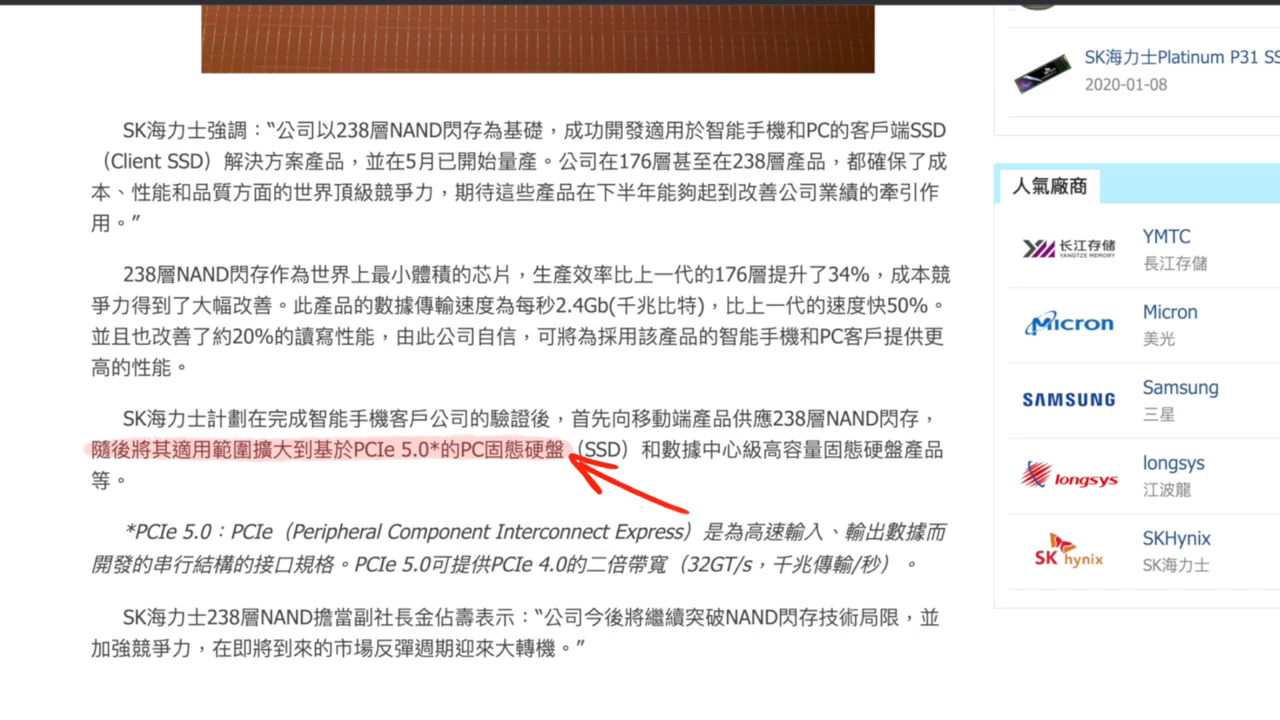 SK海力士強調：“公司以238層NAND閃存為基礎，成功開發適用於智能手機和PC的客戶端SSD
（Client SSD）解決方案產品，並在5月已開始量產。公司在176層甚至在238層產品，都確保了成
本、性能和品質方面的世界頂級競爭力，期待這些產品在下半年能夠起到改善公司業績的牽引作
用。”
238層NAND閃存作為世界上最小體積的芯片，生產效率比上一代的176層提升了34%，成本競
爭力得到了大幅改善。此產品的數據傳輸速度為每秒2.4Gb(千兆比特)，比上一代的速度快50%。
並且也改善了約20%的讀寫性能，由此公司自信，可將為採用該產品的智能手機和PC客戶提供更
高的性能。
SK海力士計劃在完成智能手機客戶公司的驗證後，首先向移動端產品供應238層NAND閃存，
隨後將其適用範圍擴大到基於PCIe 5.0*的PC固態硬盤（SSD）和數據中心級高容量固態硬盤產品
等。
*PCIe 5.0：PCIe（Peripheral Component Interconnect Express）是為高速輸入、輸出數據而
開發的串行結構的接口規格。PCIe 5.0可提供PCIe 4.0的二倍帶寬（32GT/s，千兆傳輸/秒）。
SK海力士238層NAND擔當副社長金佔壽表示：“公司今後將繼續突破NAND閃存技術局限，並
加強競爭力，在即將到來的市場反彈週期迎來大轉機。”
SK海力士Platinum P31 SS
2020-01-08
人氣廠商
长江存储
YANGTZE MEMORY
YMTC
長江存儲
Micron
Micron
美光
SAMSUNG
Samsung
三星
longsys
longsys
江波龍
SK hynix
SKHynix
SK海力士